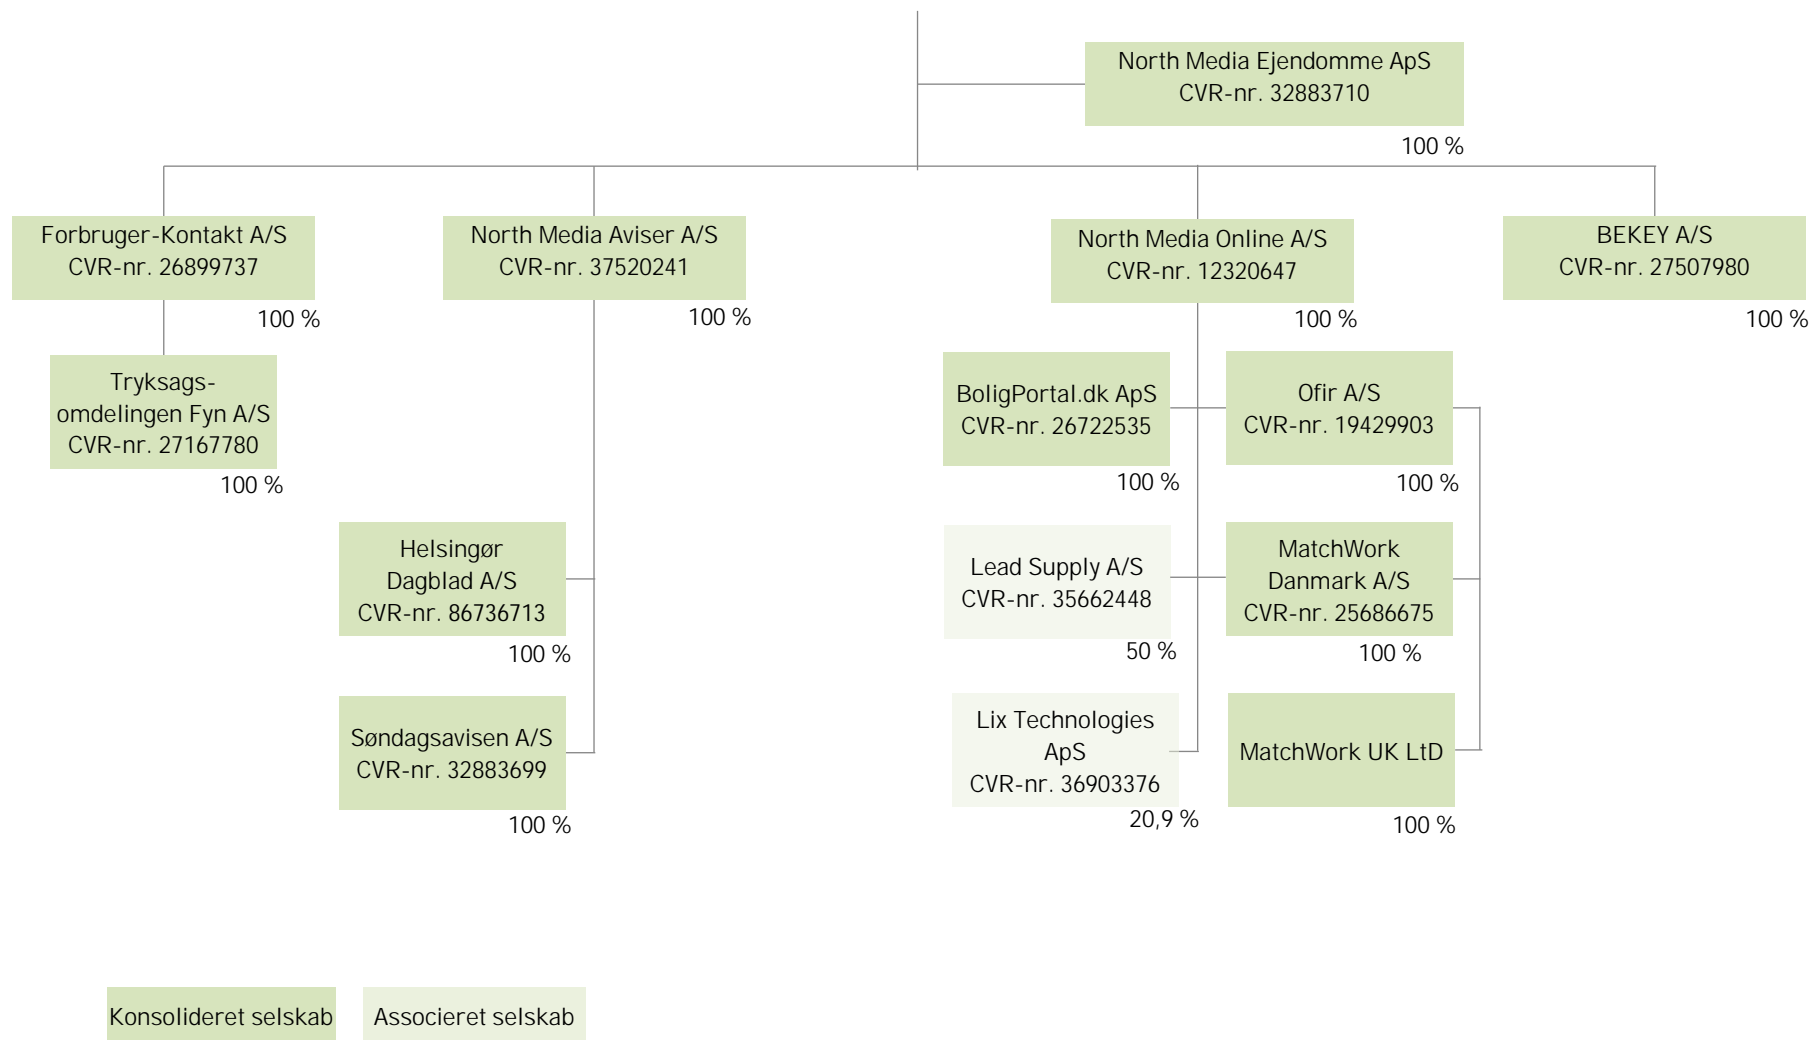 North Media Ejendomme ApS
CVR-nr. 32883710
100 %
Forbruger-Kontakt A/S
CVR-nr. 26899737
100 %
North Media Aviser A/S
CVR-nr. 37520241
100 %
North Media Online A/S
CVR-nr. 12320647
100 %
BEKEY A/S
CVR-nr. 27507980
100 %
Tryksags-
omdelingen Fyn A/S
CVR-nr. 27167780
100 %
BoligPortal.dk ApS
CVR-nr. 26722535
100 %
Ofir A/S
CVR-nr. 19429903
100 %
Helsingør
Dagblad A/S
CVR-nr. 86736713
100 %
Lead Supply A/S
CVR-nr. 35662448
50 %
MatchWork
Danmark A/S
CVR-nr. 25686675
100 %
Søndagsavisen A/S
CVR-nr. 32883699
100 %
Lix Technologies
ApS
CVR-nr. 36903376
20,9 %
MatchWork UK LtD
100 %
Konsolideret selskab
Associeret selskab